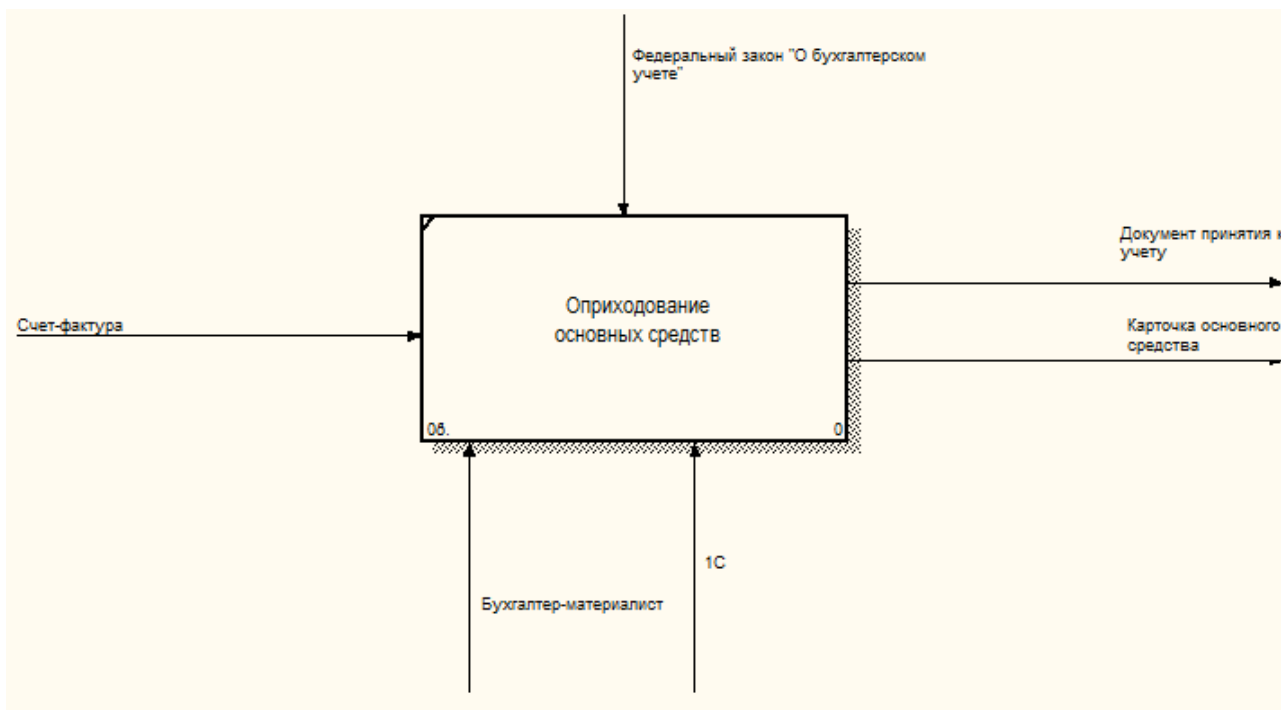 Федеральный закон "О бухгалтерском
учете"
Документ принятия к
учету
Оприходование
основных средств
Счет-фактура
Карточка основного
средства
0б.
0
1С
Бухгалтер-материалист